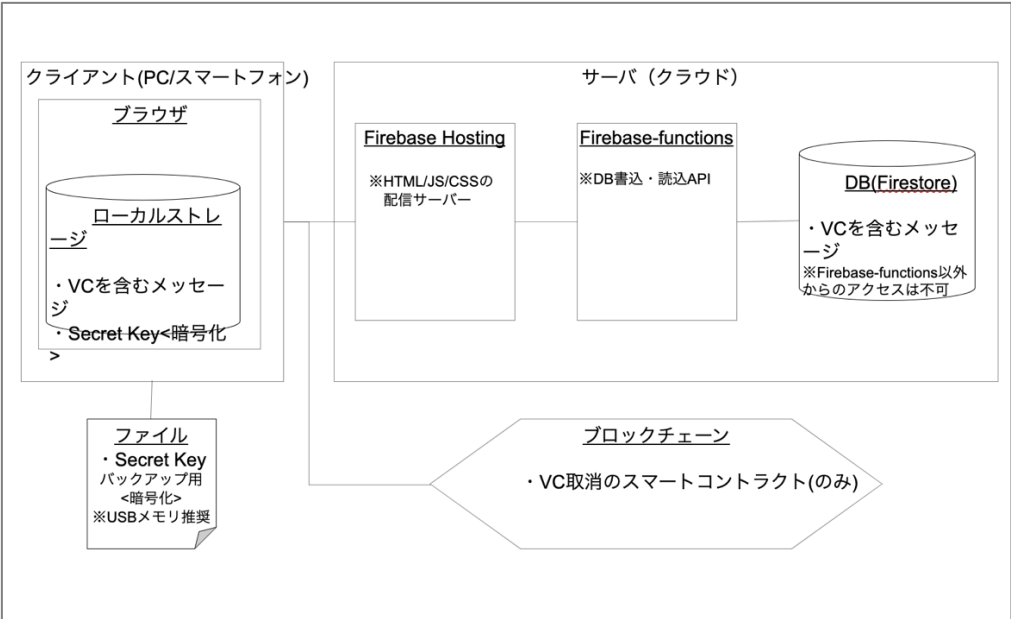 クライアント(PC/スマートフォン)
ブラウザ
ローカルストレ
ージ
・VCを含むメッセー
ジ
・Secret Key<暗号化
>
ファイル
・Secret Key
バックアップ用
<暗号化>
※USBメモリ推奨
サーバ（クラウド）
Firebase Hosting
※HTML/JS/CSSの
配信サーバー
Firebase-functions
※DB書込・読込API
DB(Firestore)
・VCを含むメッセ
ージ
※Firebase-functions以外
からのアクセスは不可
ブロックチェーン
・VC取消のスマートコントラクト(のみ)